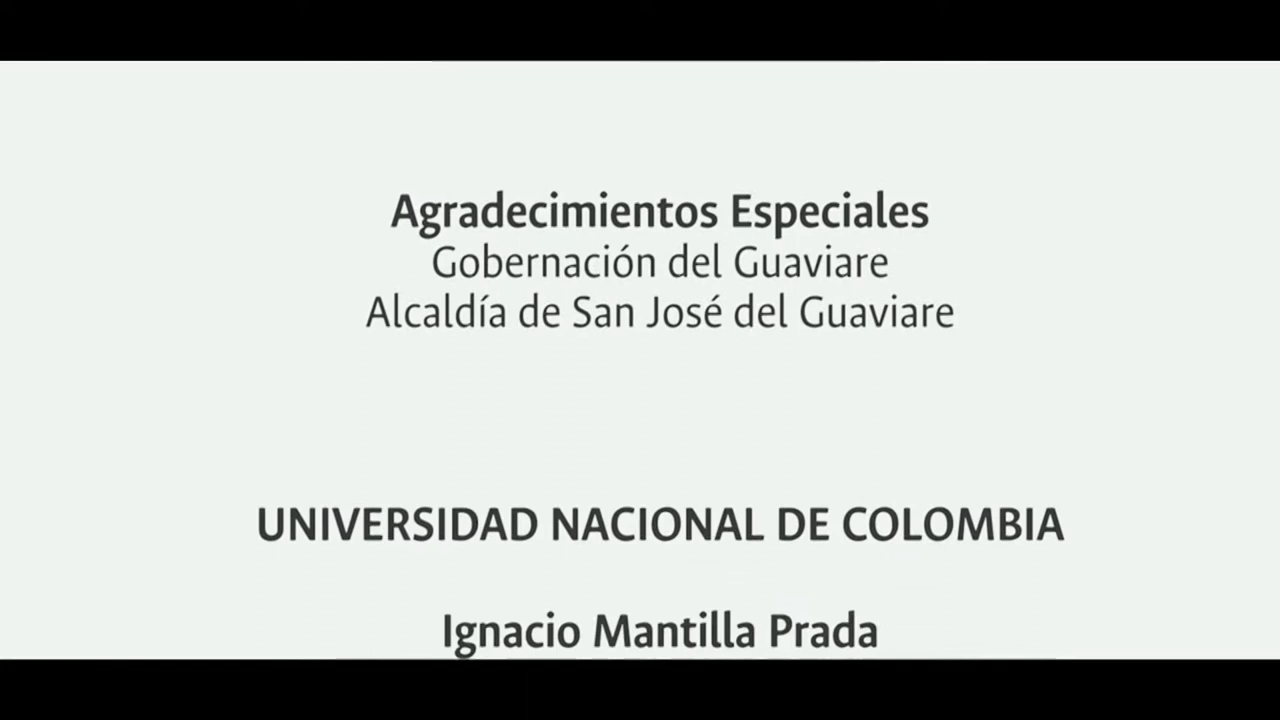 Agradecimientos Especiales
Gobernación del Guaviare
Alcaldía de San José del Guaviare
UNIVERSIDAD NACIONAL DE COLOMBIA
Ignacio Mantilla Prada